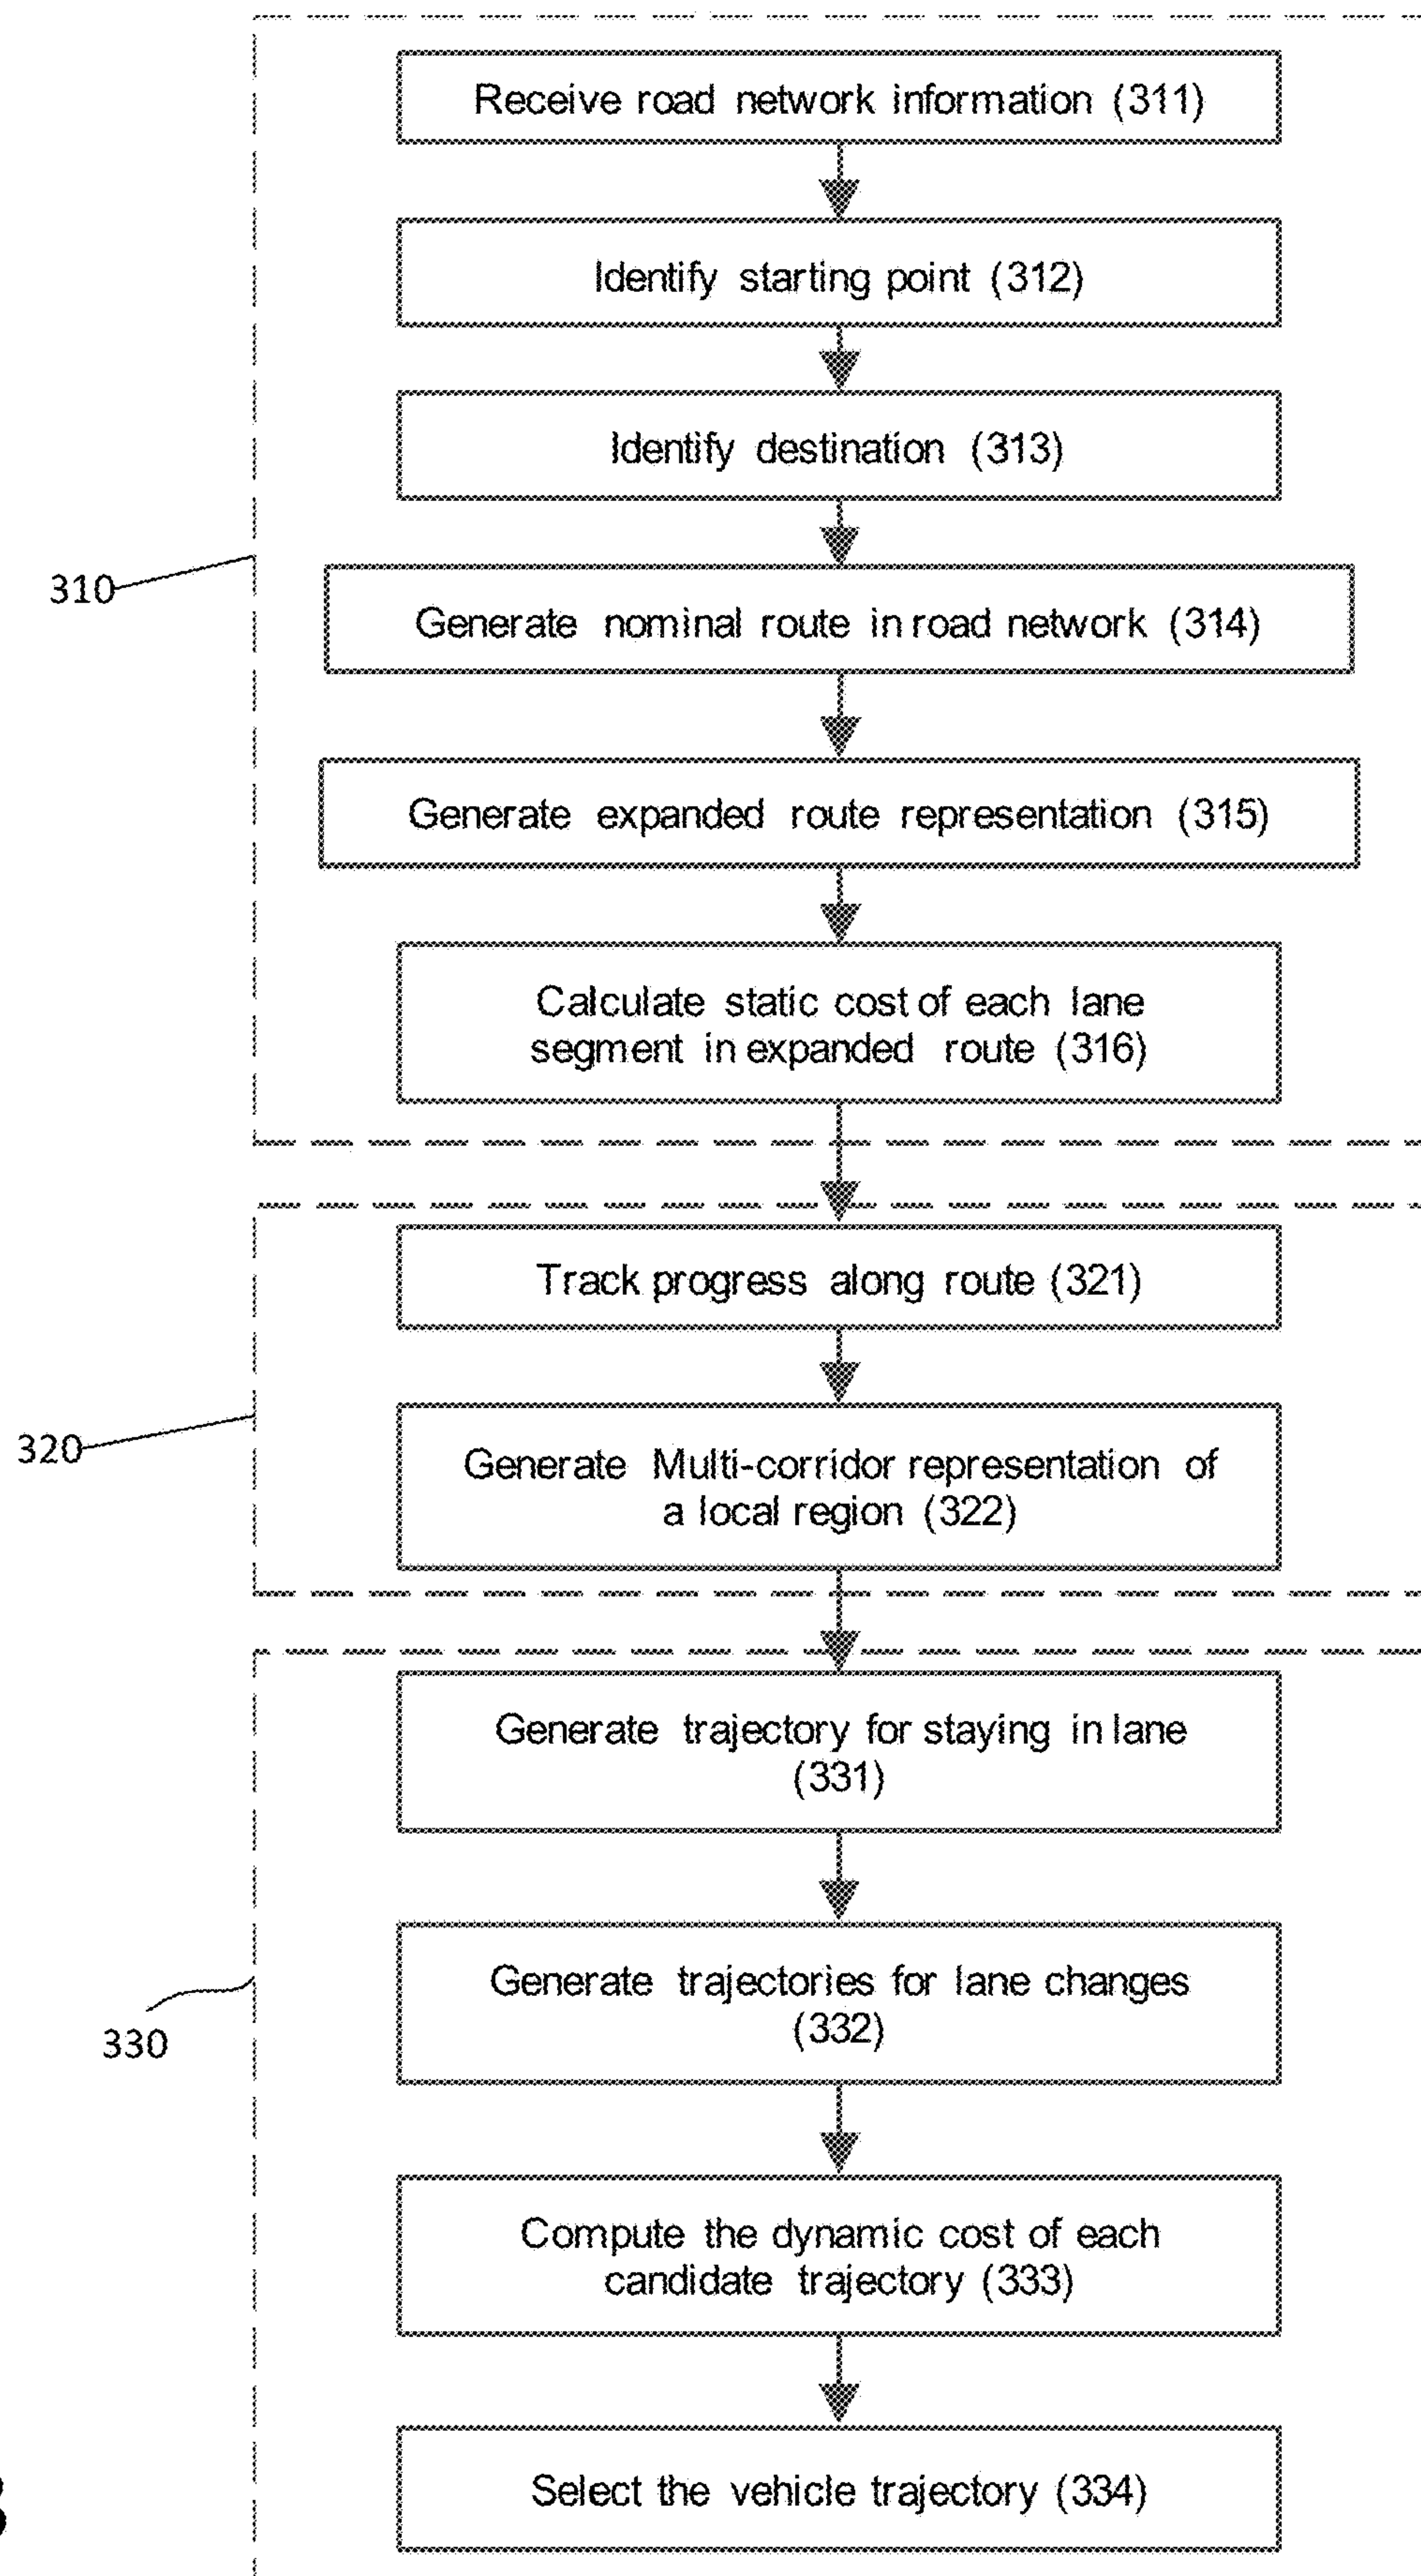 Receive road network information (311)
Identify starting point (312)
Identify destination (313)
310
Generate nominal route in road network (314)
Generate expanded route representation (315)
Calculate static cost of each lane
segment in expanded route (316)
Track progress along route (321)
320
Generate Multi-corridor representation of
a local region (322)
Generate trajectory for staying in lane
(331)
Generate trajectories for lane changes
(332)
330
Compute the dynamic cost of each
candidate trajectory (333)
Select the vehicle trajectory (334)